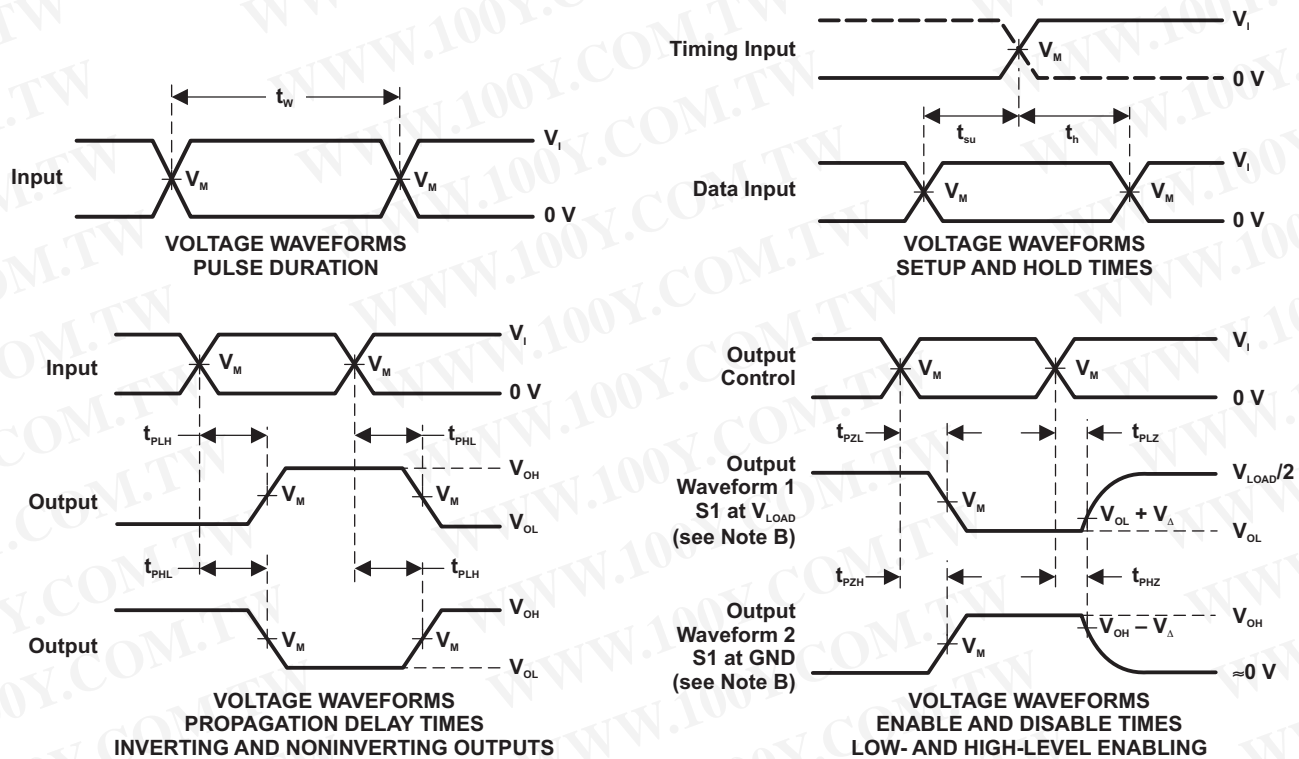 t_W
Input
V_M
V_M
V_I
0 V
VOLTAGE WAVEFORMS
PULSE DURATION
Timing Input
V_M
V_I
0 V
t_su
t_h
Data Input
V_M
V_M
V_I
0 V
VOLTAGE WAVEFORMS
SETUP AND HOLD TIMES
Input
V_M
V_M
V_I
0 V
t_PLH
t_PHL
Output
V_M
V_M
V_OH
V_OL
t_PHL
t_PLH
Output
V_M
V_M
V_OH
V_OL
VOLTAGE WAVEFORMS
PROPAGATION DELAY TIMES
INVERTING AND NONINVERTING OUTPUTS
Output
Control
V_M
V_M
V_I
0 V
t_PZL
t_PLZ
Output
Waveform 1
S1 at V_LOAD
(see Note B)
V_M
V_OL + V_Δ
V_LOAD/2
V_OL
t_PZH
t_PHZ
Output
Waveform 2
S1 at GND
(see Note B)
V_M
V_OH – V_Δ
V_OH
≈0 V
VOLTAGE WAVEFORMS
ENABLE AND DISABLE TIMES
LOW- AND HIGH-LEVEL ENABLING
WWW.100Y.COM.TW